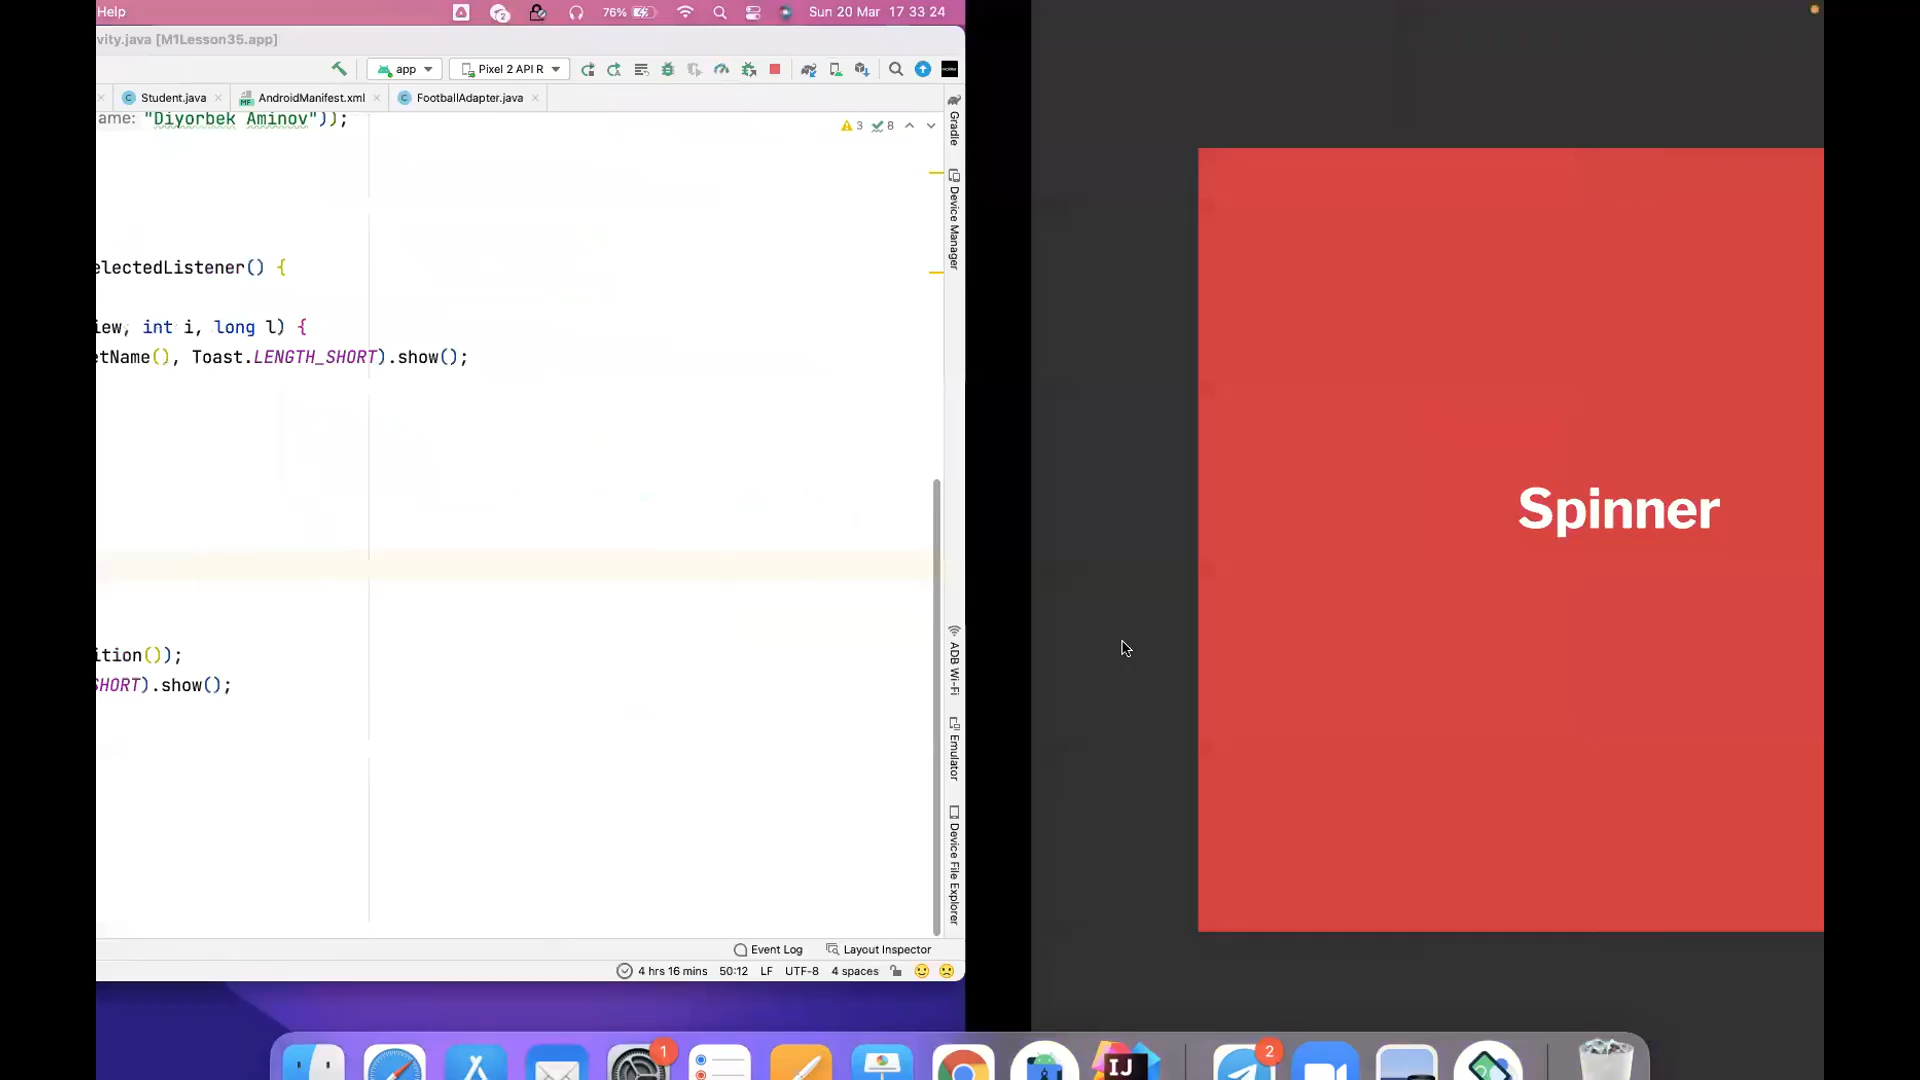 Help
76%
Sun 20 Mar 17 33 24
vity.java [M1Lesson35.app]
app
Pixel 2 API R
Student.java
AndroidManifest.xml
FootballAdapter.java
ame: "Diyorbek Aminov"));
3
8
electedListener() {
iew, int i, long l) {
etName(), Toast.LENGTH_SHORT).show();
ition());
SHORT).show();
Gradle
Device Manager
ADB Wi-Fi
Emulator
Device File Explorer
Event Log
Layout Inspector
4 hrs 16 mins
50:12
LF
UTF-8
4 spaces
Spinner
1
IJ
2